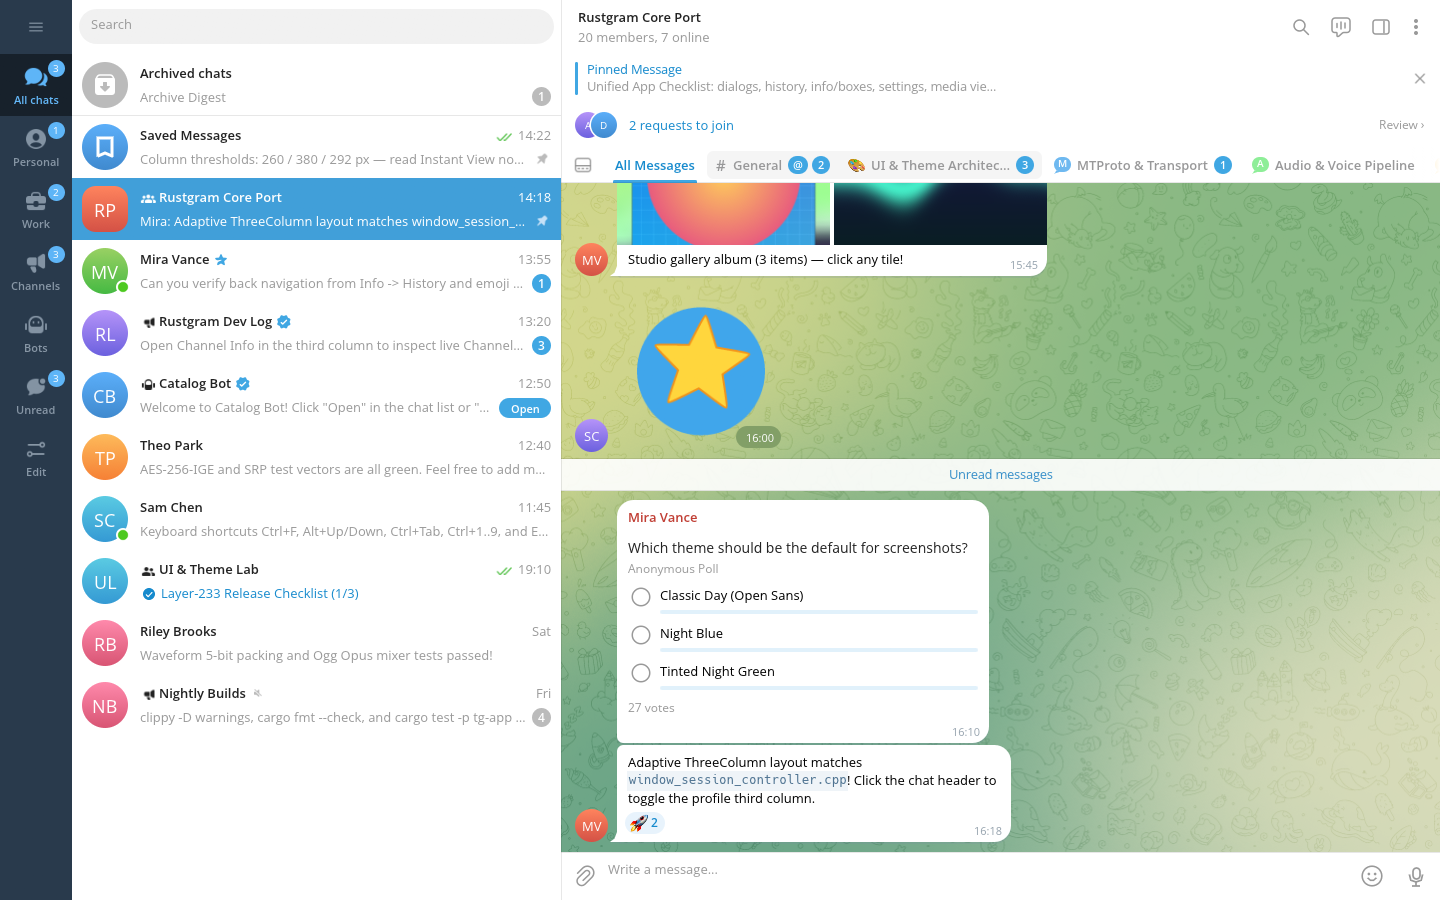 3
All chats
1
Personal
2
Work
3
Channels
Bots
3
Unread
Edit
Search
Archived chats
Archive Digest
1
Saved Messages
14:22
Column thresholds: 260 / 380 / 292 px — read Instant View no...
RP
Rustgram Core Port
14:18
Mira: Adaptive ThreeColumn layout matches window_session_...
MV
Mira Vance
13:55
Can you verify back navigation from Info -> History and emoji ...
1
RL
Rustgram Dev Log
13:20
Open Channel Info in the third column to inspect live Channel...
3
CB
Catalog Bot
12:50
Welcome to Catalog Bot! Click "Open" in the chat list or "...
Open
TP
Theo Park
12:40
AES-256-IGE and SRP test vectors are all green. Feel free to add m...
SC
Sam Chen
11:45
Keyboard shortcuts Ctrl+F, Alt+Up/Down, Ctrl+Tab, Ctrl+1..9, and E...
UL
UI & Theme Lab
19:10
Layer-233 Release Checklist (1/3)
RB
Riley Brooks
Sat
Waveform 5-bit packing and Ogg Opus mixer tests passed!
NB
Nightly Builds
Fri
clippy -D warnings, cargo fmt --check, and cargo test -p tg-app ...
4
Rustgram Core Port
20 members, 7 online
Pinned Message
Unified App Checklist: dialogs, history, info/boxes, settings, media vie...
A D
2 requests to join
Review ›
All Messages
# General @ 2
UI & Theme Architec... 3
M MTProto & Transport 1
A Audio & Voice Pipeline
MV
Studio gallery album (3 items) — click any tile!
15:45
SC
16:00
Unread messages
Mira Vance
Which theme should be the default for screenshots?
Anonymous Poll
Classic Day (Open Sans)
Night Blue
Tinted Night Green
27 votes
16:10
Adaptive ThreeColumn layout matches
window_session_controller.cpp! Click the chat header to
toggle the profile third column.
MV
2
16:18
Write a message...